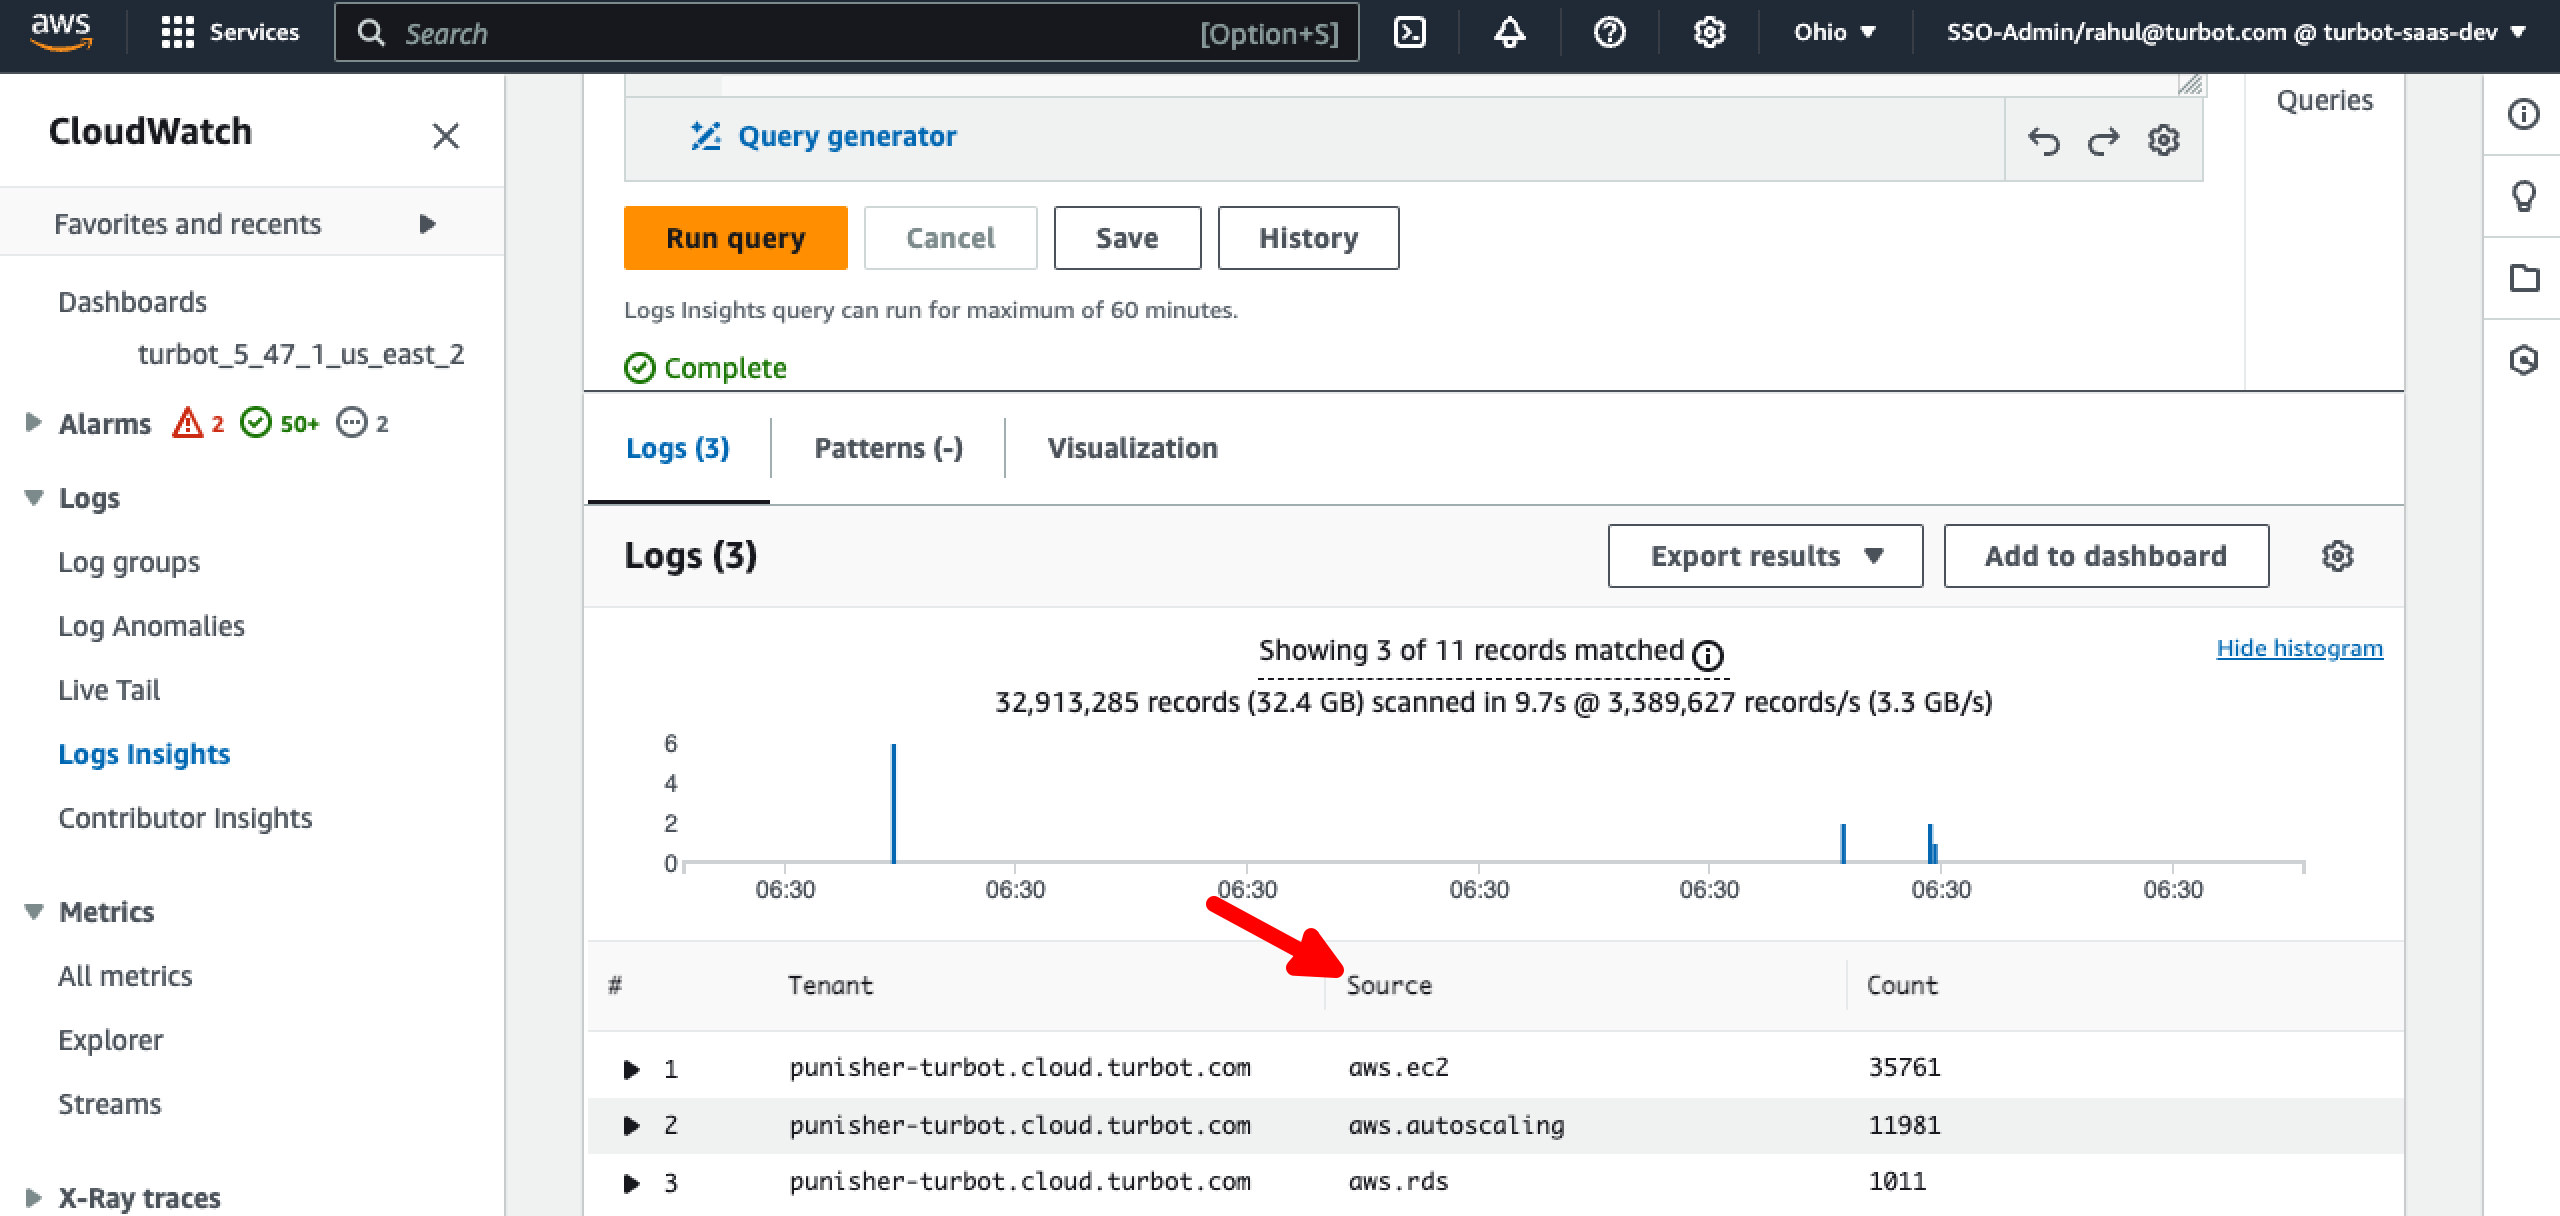 aws
Services
Search
[Option+S]
Ohio
SSO-Admin/rahul@turbot.com @ turbot-saas-dev
CloudWatch
Favorites and recents
Dashboards
turbot_5_47_1_us_east_2
Alarms 2 50+ 2
Logs
Log groups
Log Anomalies
Live Tail
Logs Insights
Contributor Insights
Metrics
All metrics
Explorer
Streams
X-Ray traces
Query generator
Queries
Run query Cancel Save History
Logs Insights query can run for maximum of 60 minutes.
Complete
Logs (3) Patterns (-) Visualization
Logs (3) Export results Add to dashboard
Showing 3 of 11 records matched
Hide histogram
32,913,285 records (32.4 GB) scanned in 9.7s @ 3,389,627 records/s (3.3 GB/s)
6
4
2
0
06:30 06:30 06:30 06:30 06:30 06:30 06:30
# Tenant Source Count
1 punisher-turbot.cloud.turbot.com aws.ec2 35761
2 punisher-turbot.cloud.turbot.com aws.autoscaling 11981
3 punisher-turbot.cloud.turbot.com aws.rds 1011